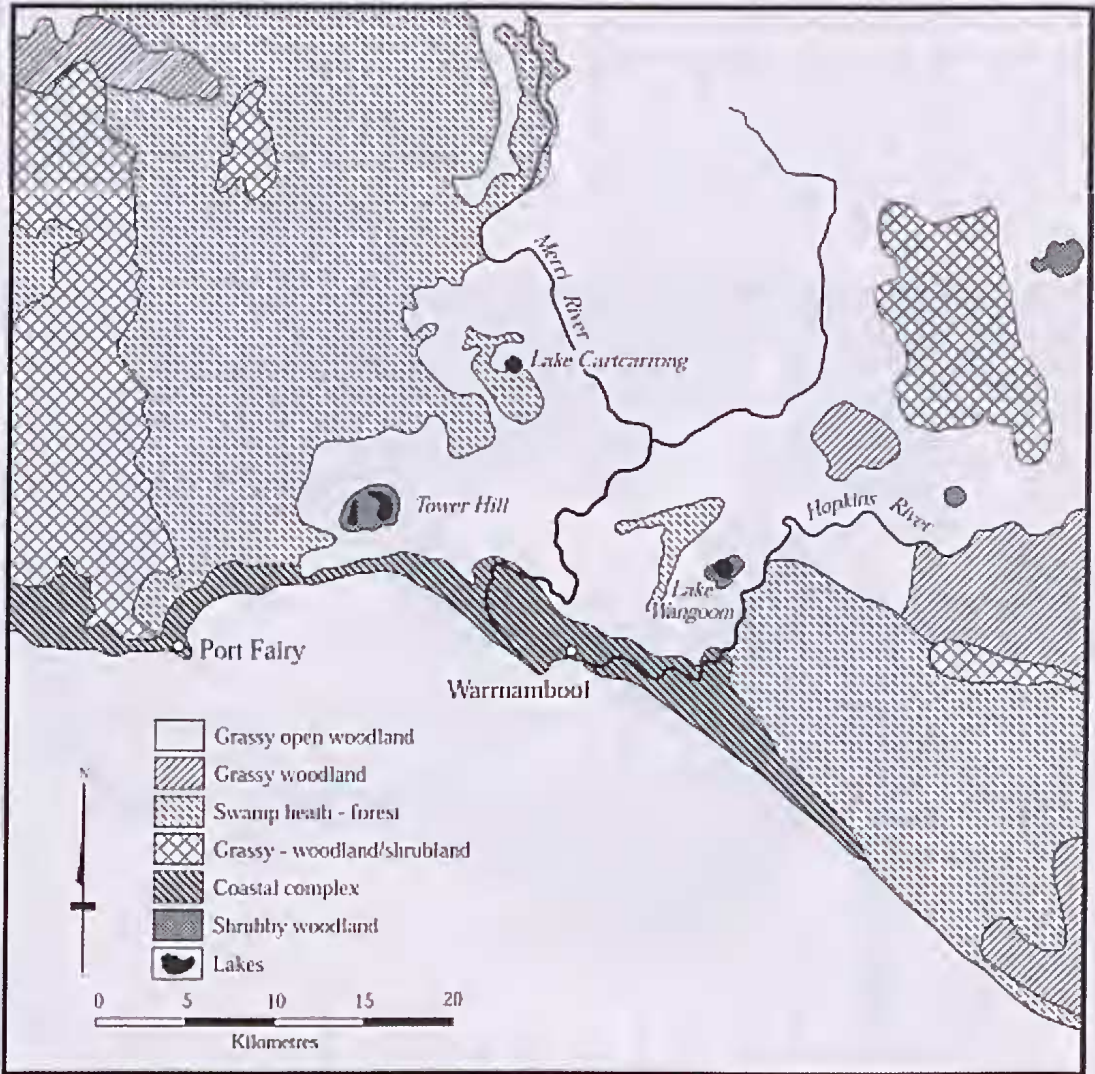 Merri
River
Lake Cartcarrong
Tower Hill
Hopkins
River
Lake
Wangoom
Port Fairy
Warrnambool
Grassy open woodland
Grassy woodland
Swamp heath - forest
Grassy - woodland/shrubland
Coastal complex
Shrubby woodland
Lakes
N
0 5 10 15 20
Kilometres